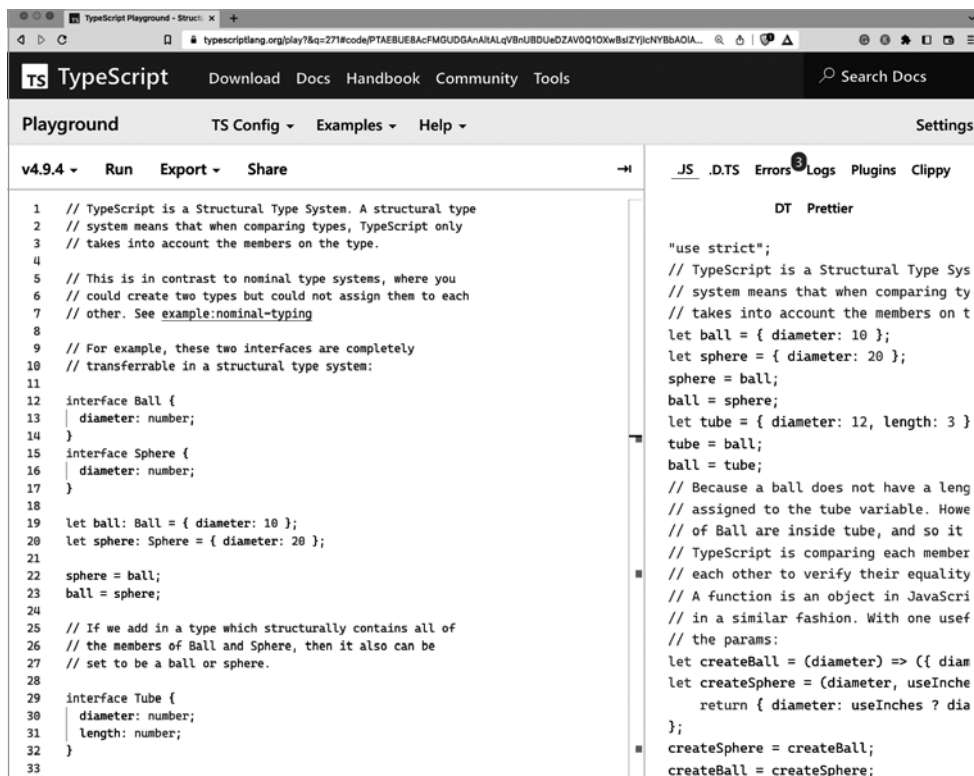 TypeScript Playground - Struct
typescriptlang.org/play?&q=271#code/PTAEBUE8AcFMGUDGAnAltALqVBnUBDUeDZAV0Q1OXwBsIZYjIcNYBbAOIA...
TS TypeScript Download Docs Handbook Community Tools Search Docs
Playground TS Config Examples Help Settings
v4.9.4 Run Export Share
.JS .D.TS Errors 3 Logs Plugins Clippy
DT Prettier
1 // TypeScript is a Structural Type System. A structural type
2 // system means that when comparing types, TypeScript only
3 // takes into account the members on the type.
4
5 // This is in contrast to nominal type systems, where you
6 // could create two types but could not assign them to each
7 // other. See example:nominal-typing
8
9 // For example, these two interfaces are completely
10 // transferrable in a structural type system:
11
12 interface Ball {
13 diameter: number;
14 }
15 interface Sphere {
16 diameter: number;
17 }
18
19 let ball: Ball = { diameter: 10 };
20 let sphere: Sphere = { diameter: 20 };
21
22 sphere = ball;
23 ball = sphere;
24
25 // If we add in a type which structurally contains all of
26 // the members of Ball and Sphere, then it also can be
27 // set to be a ball or sphere.
28
29 interface Tube {
30 diameter: number;
31 length: number;
32 }
33
"use strict";
// TypeScript is a Structural Type Sys
// system means that when comparing ty
// takes into account the members on t
let ball = { diameter: 10 };
let sphere = { diameter: 20 };
sphere = ball;
ball = sphere;
let tube = { diameter: 12, length: 3 }
tube = ball;
ball = tube;
// Because a ball does not have a leng
// assigned to the tube variable. Howe
// of Ball are inside tube, and so it
// TypeScript is comparing each member
// each other to verify their equality
// A function is an object in JavaScri
// in a similar fashion. With one usef
// the params:
let createBall = (diameter) => ({ diam
let createSphere = (diameter, useInche
return { diameter: useInches ? dia
};
createSphere = createBall;
createBall = createSphere;